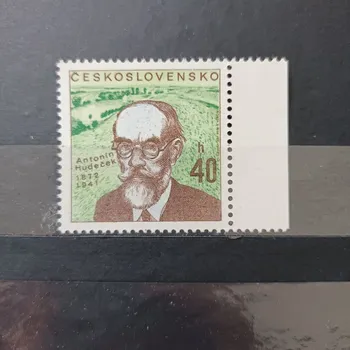 ČESKOSLOVENSKO
Antonín
Hudeček
1872
1941
h
40